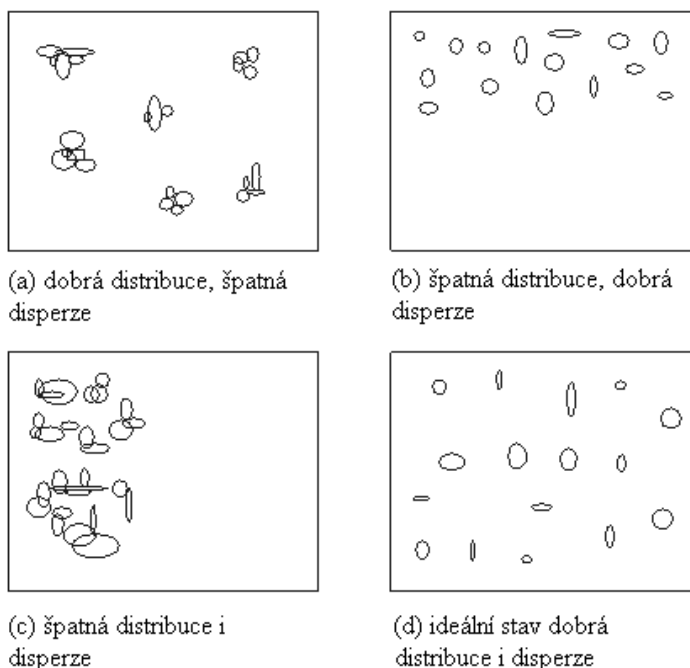 (a) dobrá distribuce, špatná
disperze
(b) špatná distribuce, dobrá
disperze
(c) špatná distribuce i
disperze
(d) ideální stav dobrá
distribuce i disperze